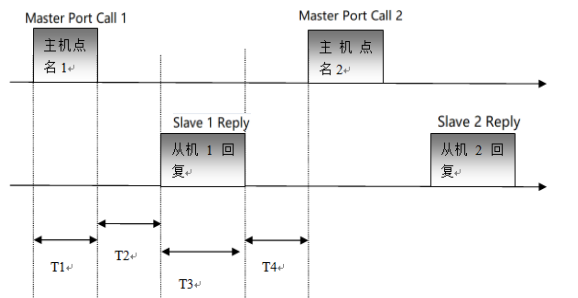 Master Port Call 1
Master Port Call 2
主机点
名1↵
主 机 点
名2↵
Slave 1 Reply
Slave 2 Reply
从机 1 回
复↵
从机 2 回
复↵
T1↵
T2↵
T3↵
T4↵